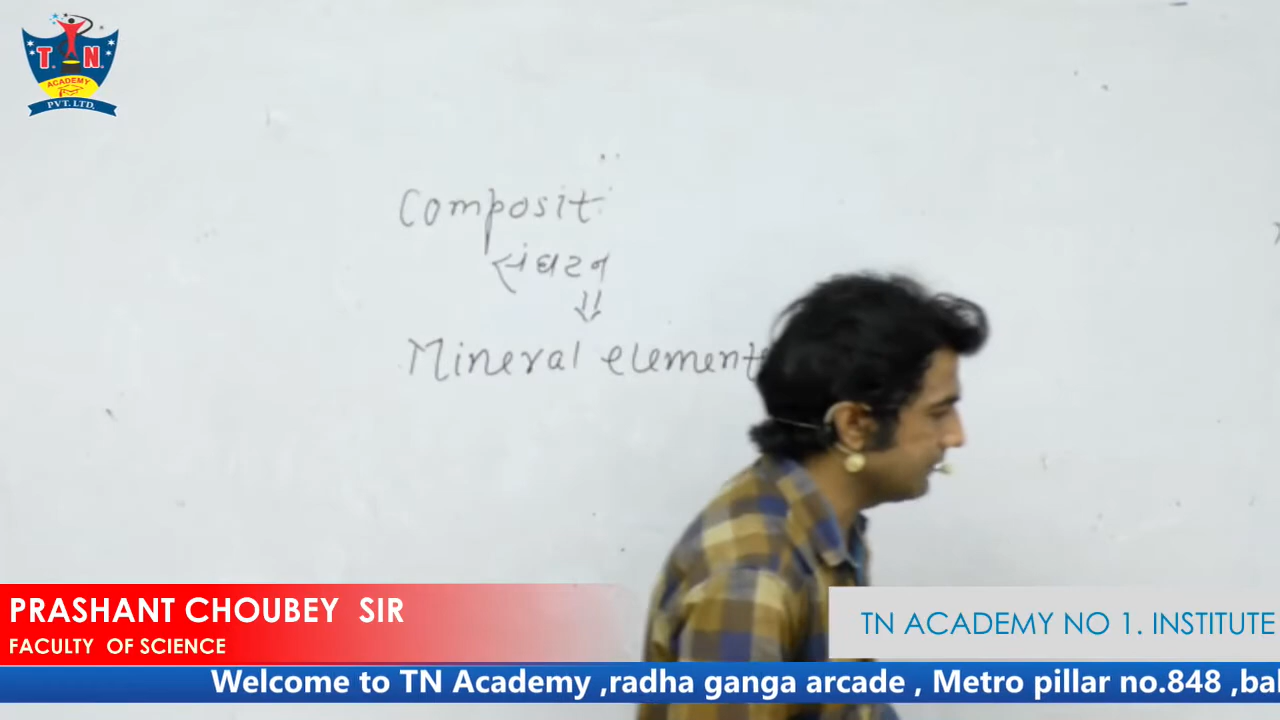 T. N.
ACADEMY
PVT. LTD.
Composit
संघटन
Mineral element
PRASHANT CHOUBEY SIR
FACULTY OF SCIENCE
TN ACADEMY NO 1. INSTITUTE
Welcome to TN Academy ,radha ganga arcade , Metro pillar no.848 ,bal